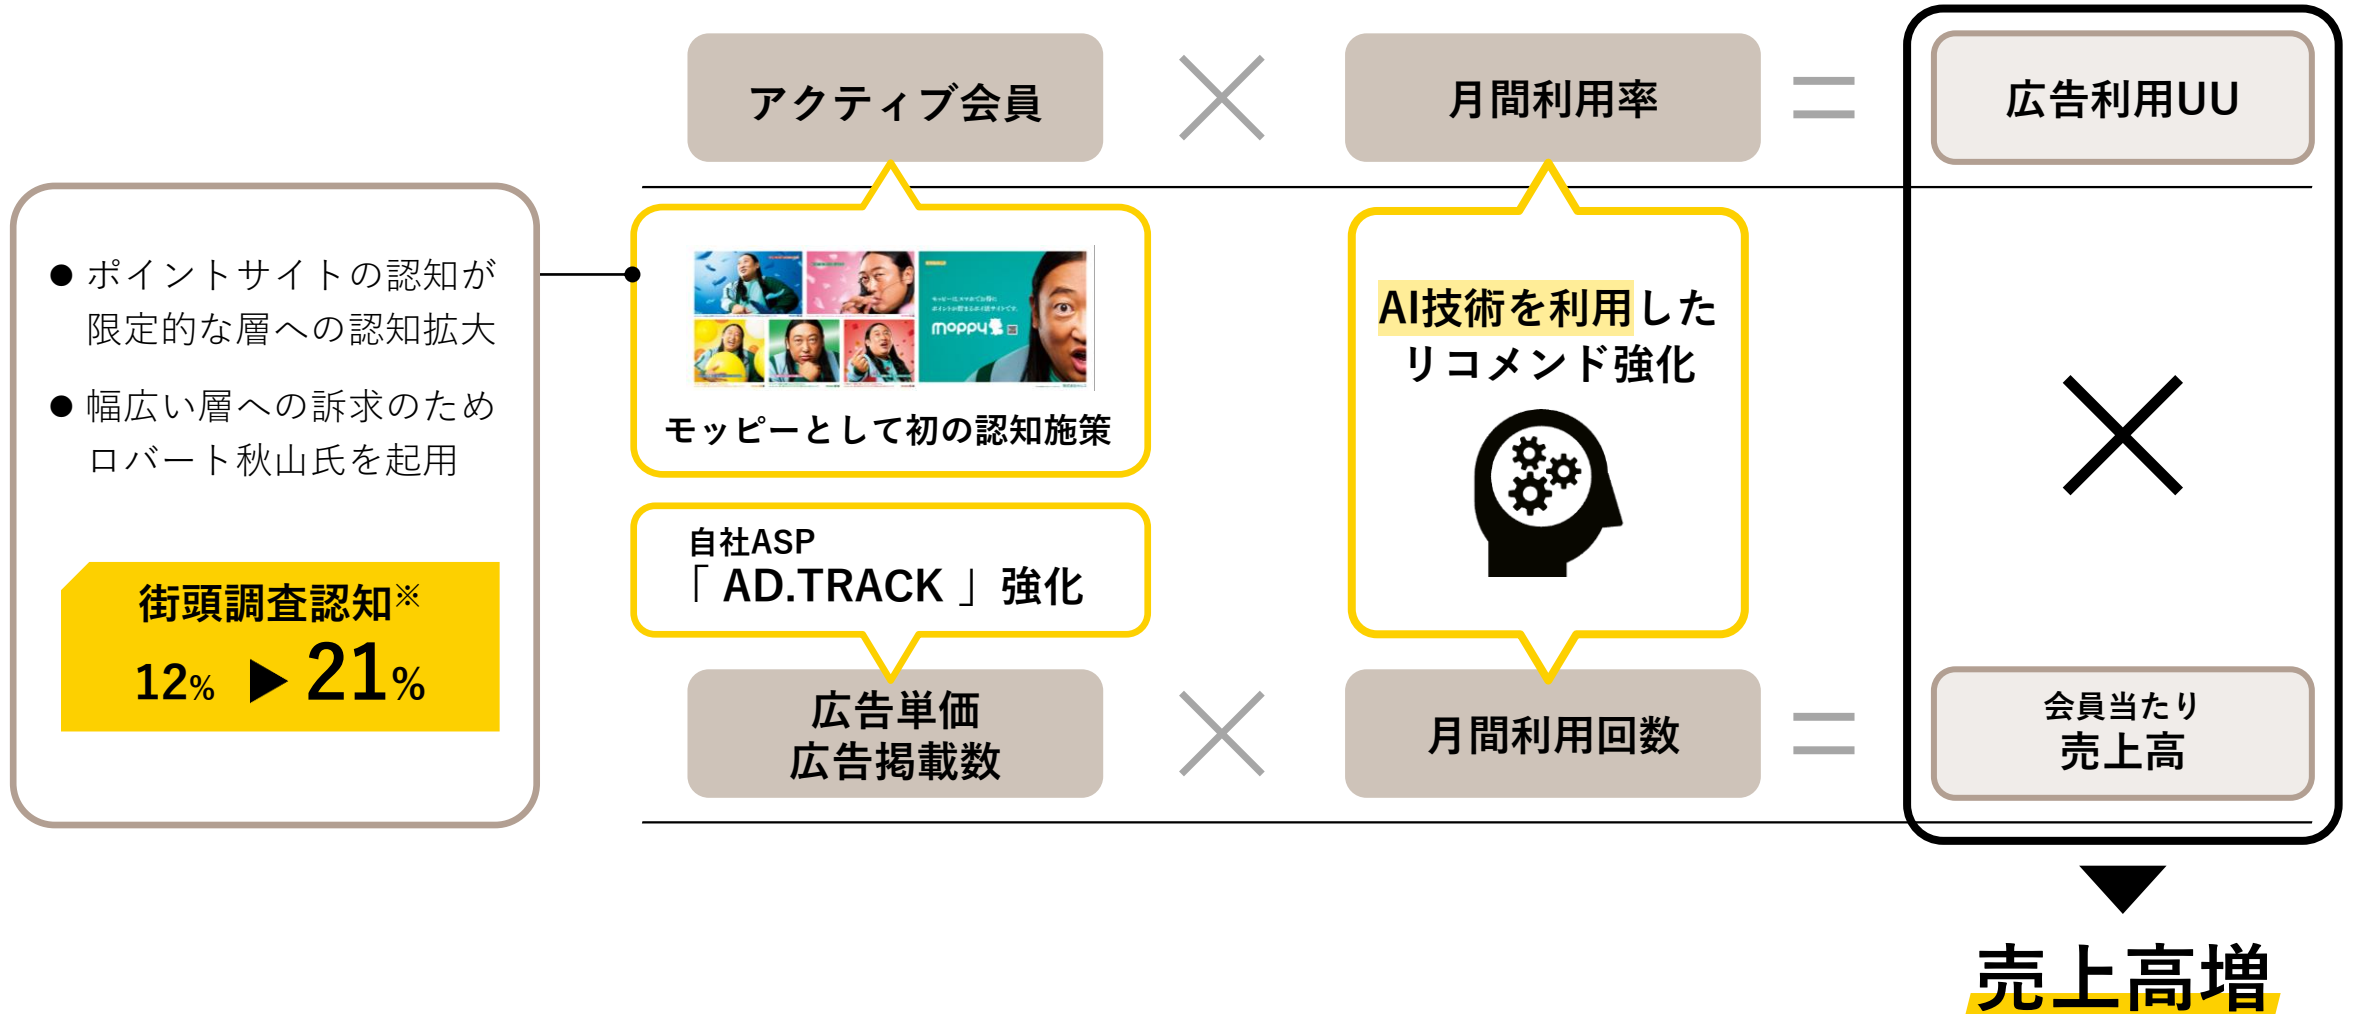 アクティブ会員
×
月間利用率
=
広告利用UU
● ポイントサイトの認知が
限定的な層への認知拡大
● 幅広い層への訴求のため
ロバート秋山氏を起用
街頭調査認知※
12% ▶ 21%
moppy
モッピーとして初の認知施策
自社ASP
「 AD.TRACK 」強化
AI技術を利用した
リコメンド強化
×
広告単価
広告掲載数
×
月間利用回数
=
会員当たり
売上高
売上高増